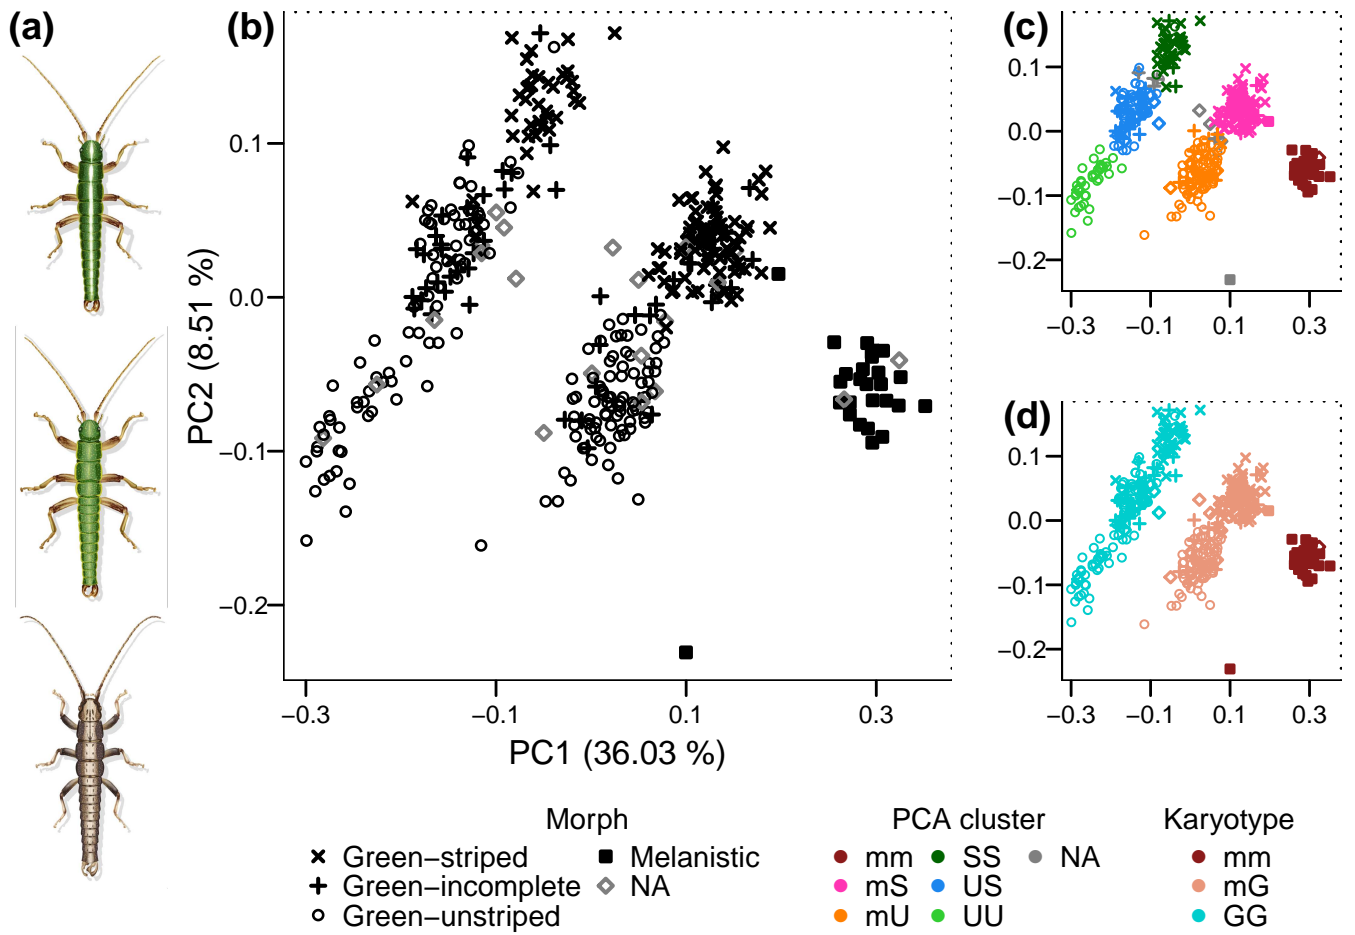 (a)
(b)
(c)
(d)
0.1
0.0
−0.1
−0.2
−0.3
−0.1
0.1
0.3
PC2 (8.51 %)
PC1 (36.03 %)
0.1
0.0
−0.1
−0.2
−0.3
−0.1
0.1
0.3
0.1
0.0
−0.1
−0.2
−0.3
−0.1
0.1
0.3
Morph
Green−striped
Green−incomplete
Green−unstriped
Melanistic
NA
PCA cluster
mm
mS
mU
SS
US
UU
NA
Karyotype
mm
mG
GG